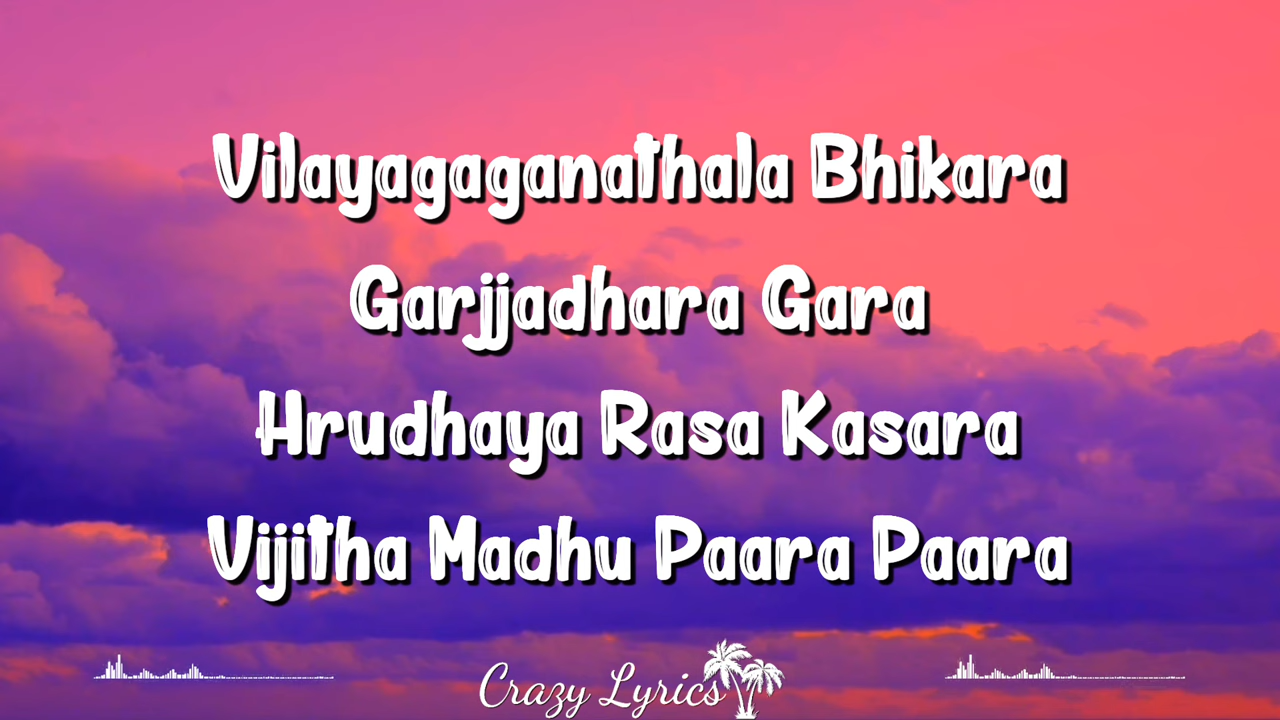 Vilayagaganathala Bhikara
Garjjadhara Gara
Hrudhaya Rasa Kasara
Vijitha Madhu Paara Paara
Crazy Lyrics